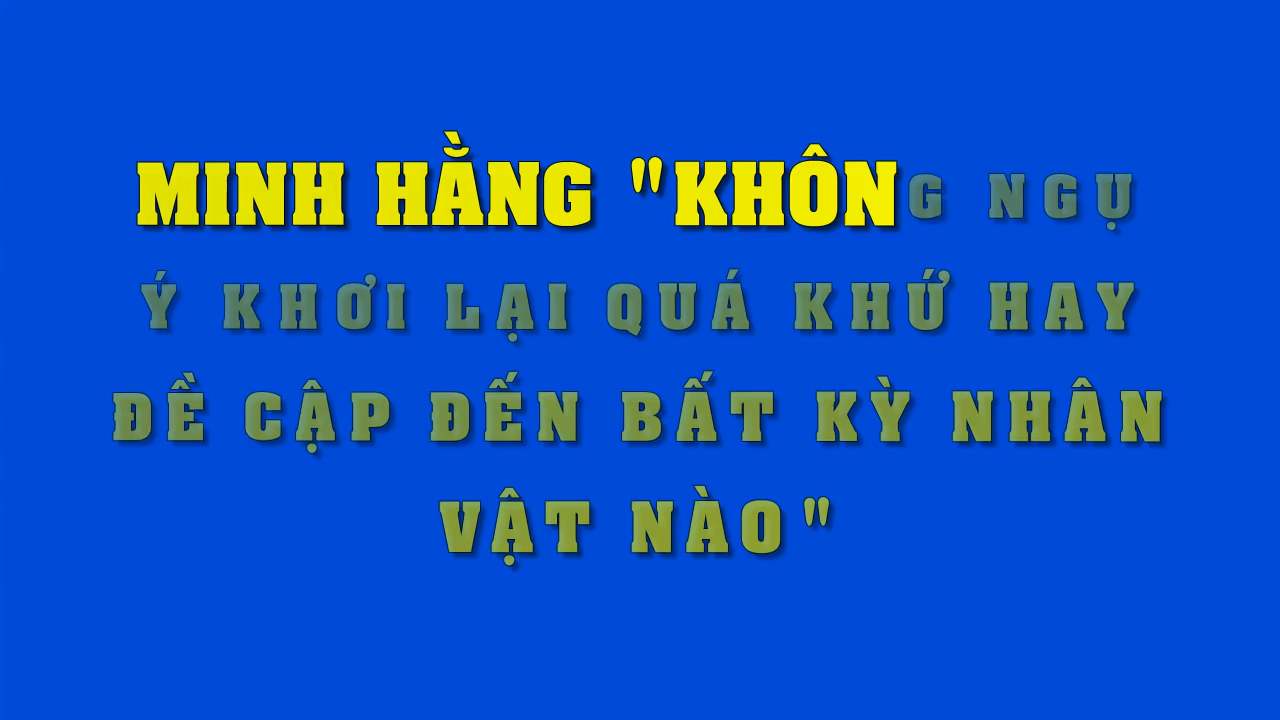 MINH HẰNG "KHÔNG NGỤ
Ý KHƠI LẠI QUÁ KHỨ HAY
ĐỀ CẬP ĐẾN BẤT KỲ NHÂN
VẬT NÀO"